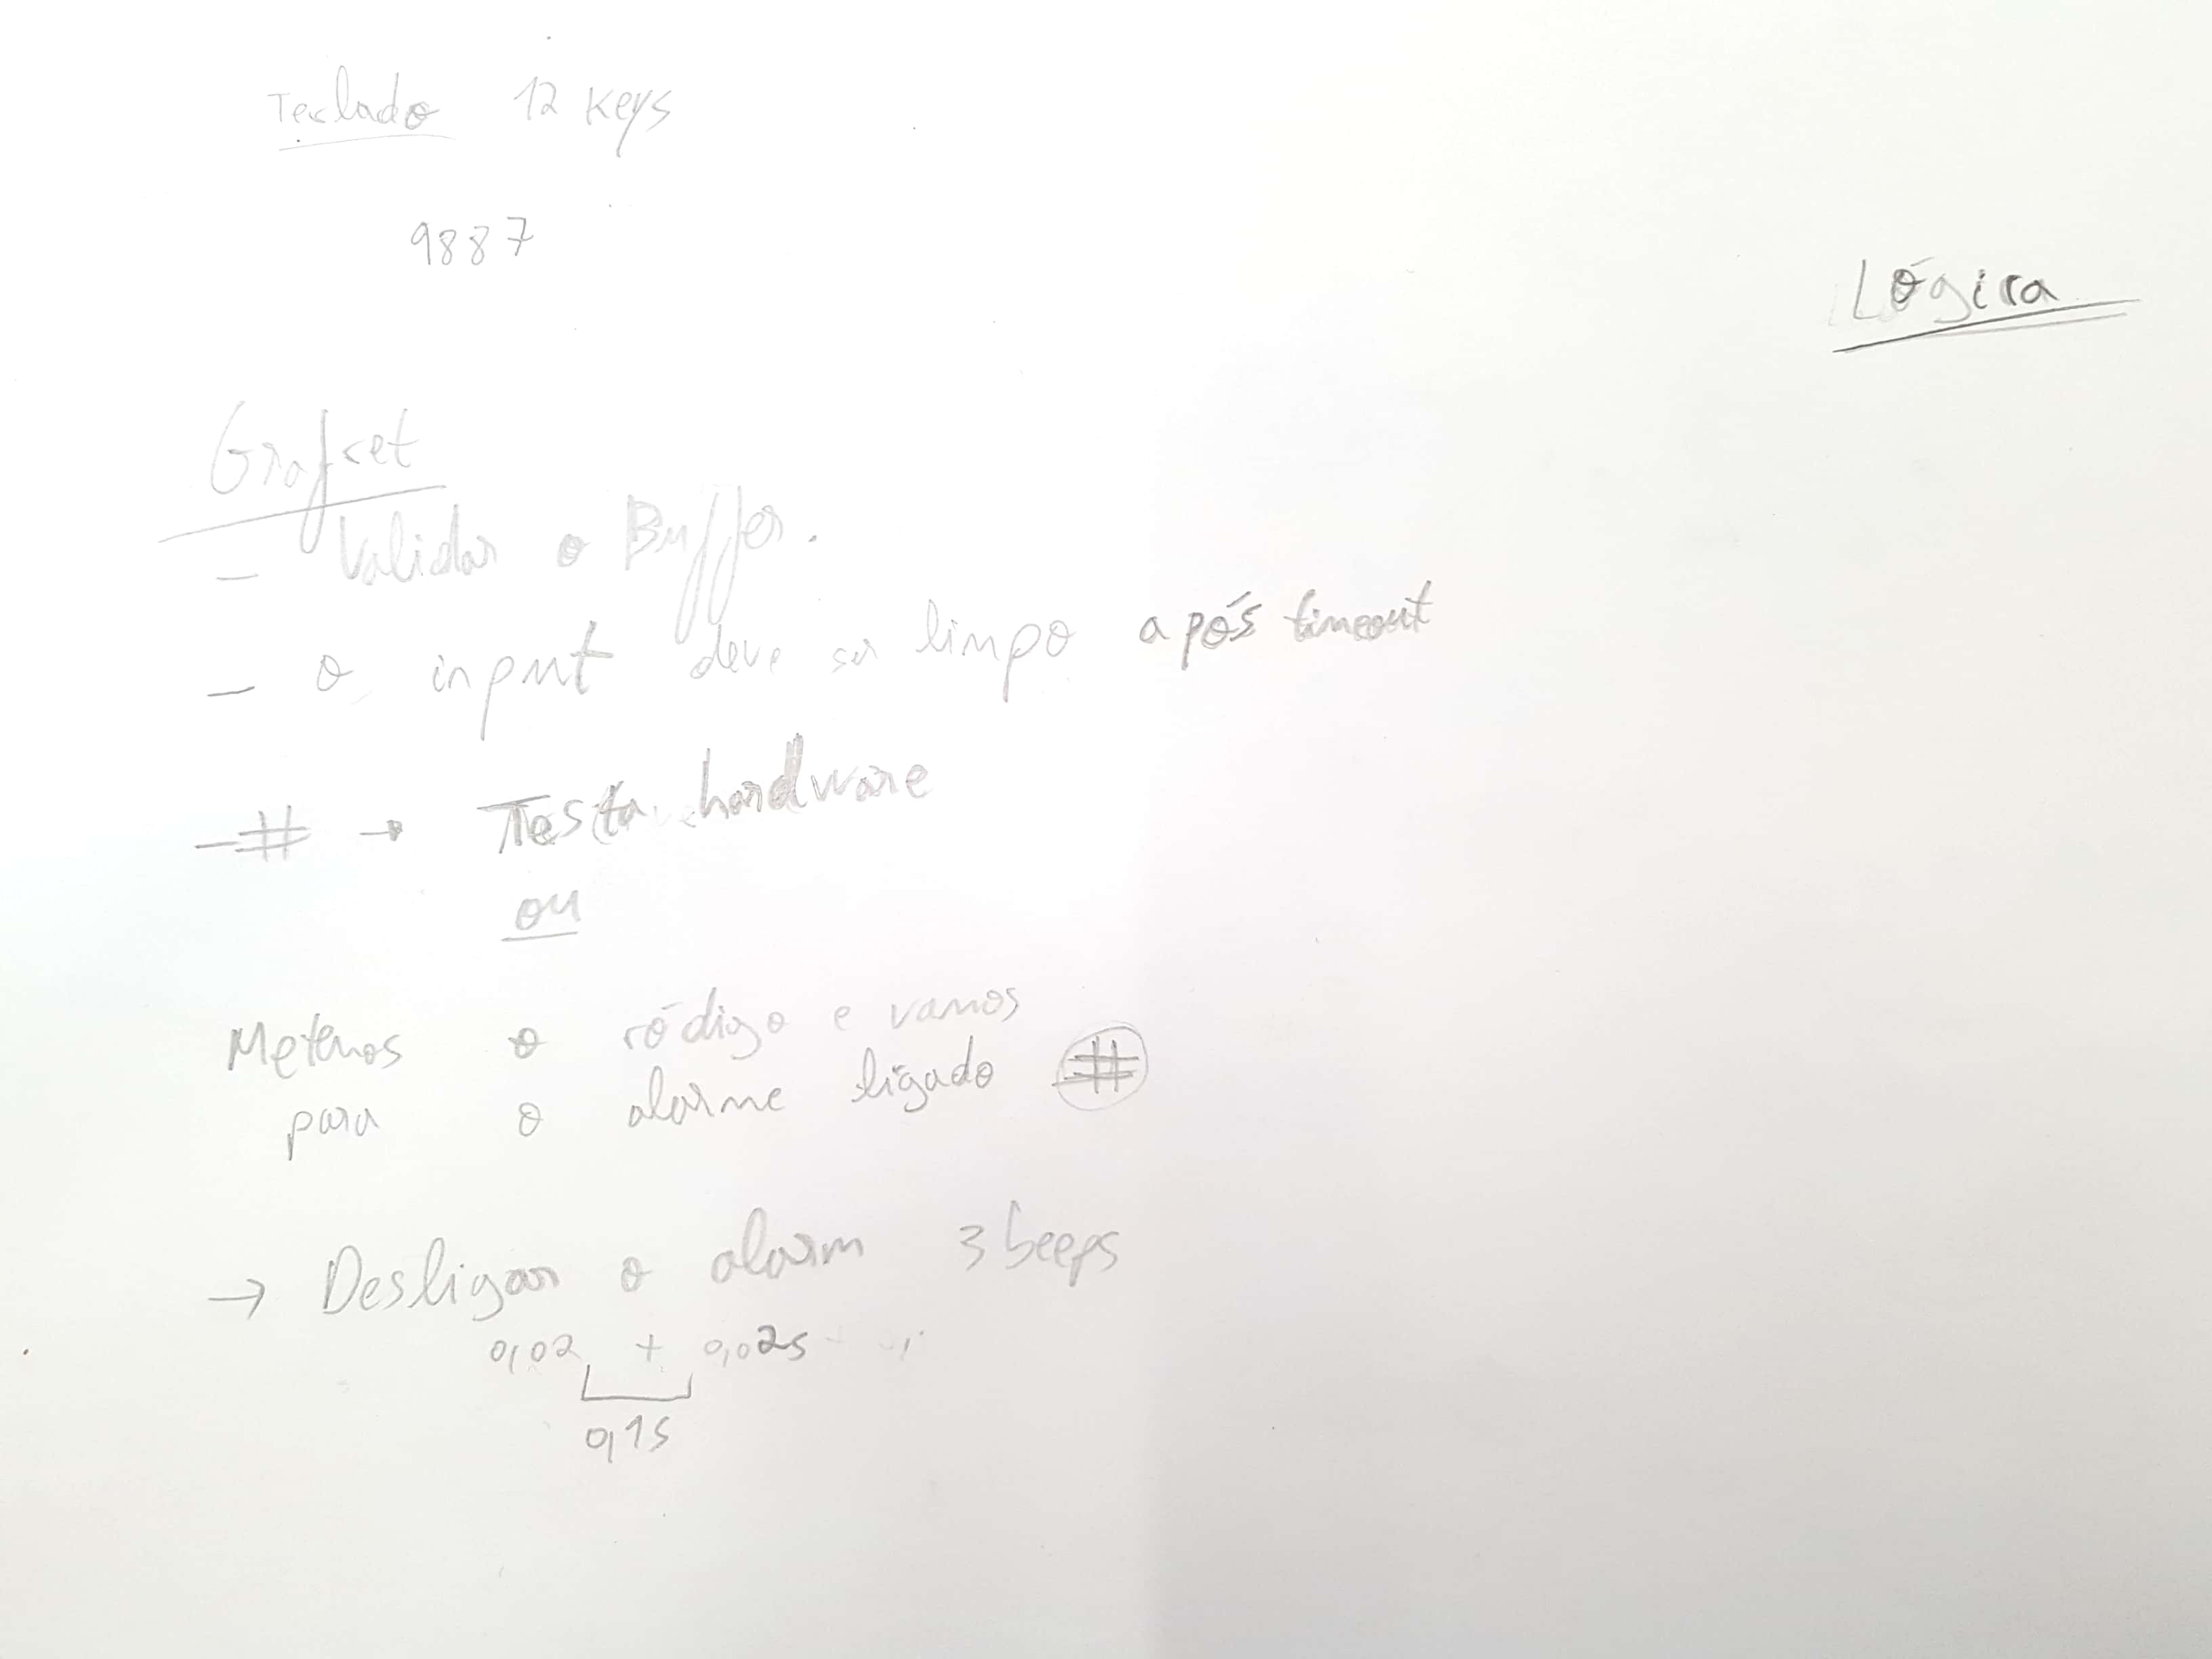 Teclado 12 Keys
9887
Lógica
Grafcet
- Validar o Buffer.
- O input deve ser limpo após timeout
- # → Testa hardware
ou
Metemos o código e vamos
para o alarme ligado #
→ Desligar o alarm 3 beeps
0,02 + 0,02s
0,1s